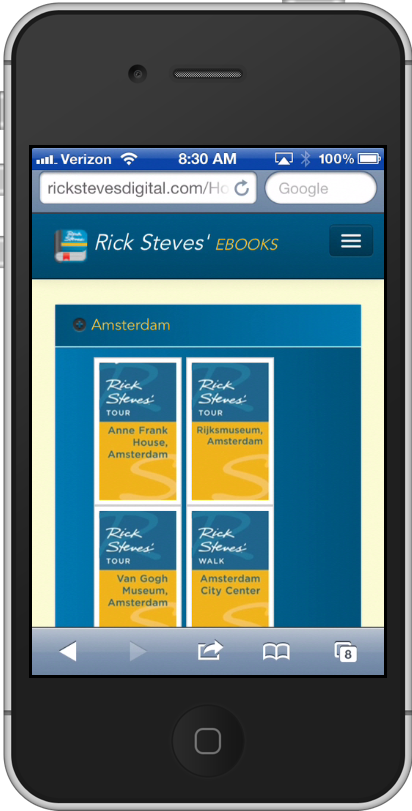 Verizon 8:30 AM 100%
rickstevesdigital.com/Ho
Google
Rick Steves' EBOOKS
Amsterdam
Rick
Steves'
TOUR
Anne Frank
House,
Amsterdam
Rick
Steves'
TOUR
Rijksmuseum,
Amsterdam
Rick
Steves'
TOUR
Van Gogh
Museum,
Amsterdam
Rick
Steves'
WALK
Amsterdam
City Center
8